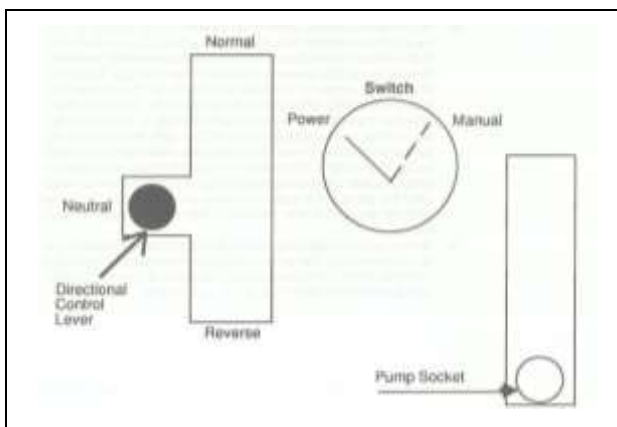 Normal
Switch
Power
Manual
Neutral
Directional
Control
Lever
Reverse
Pump Socket